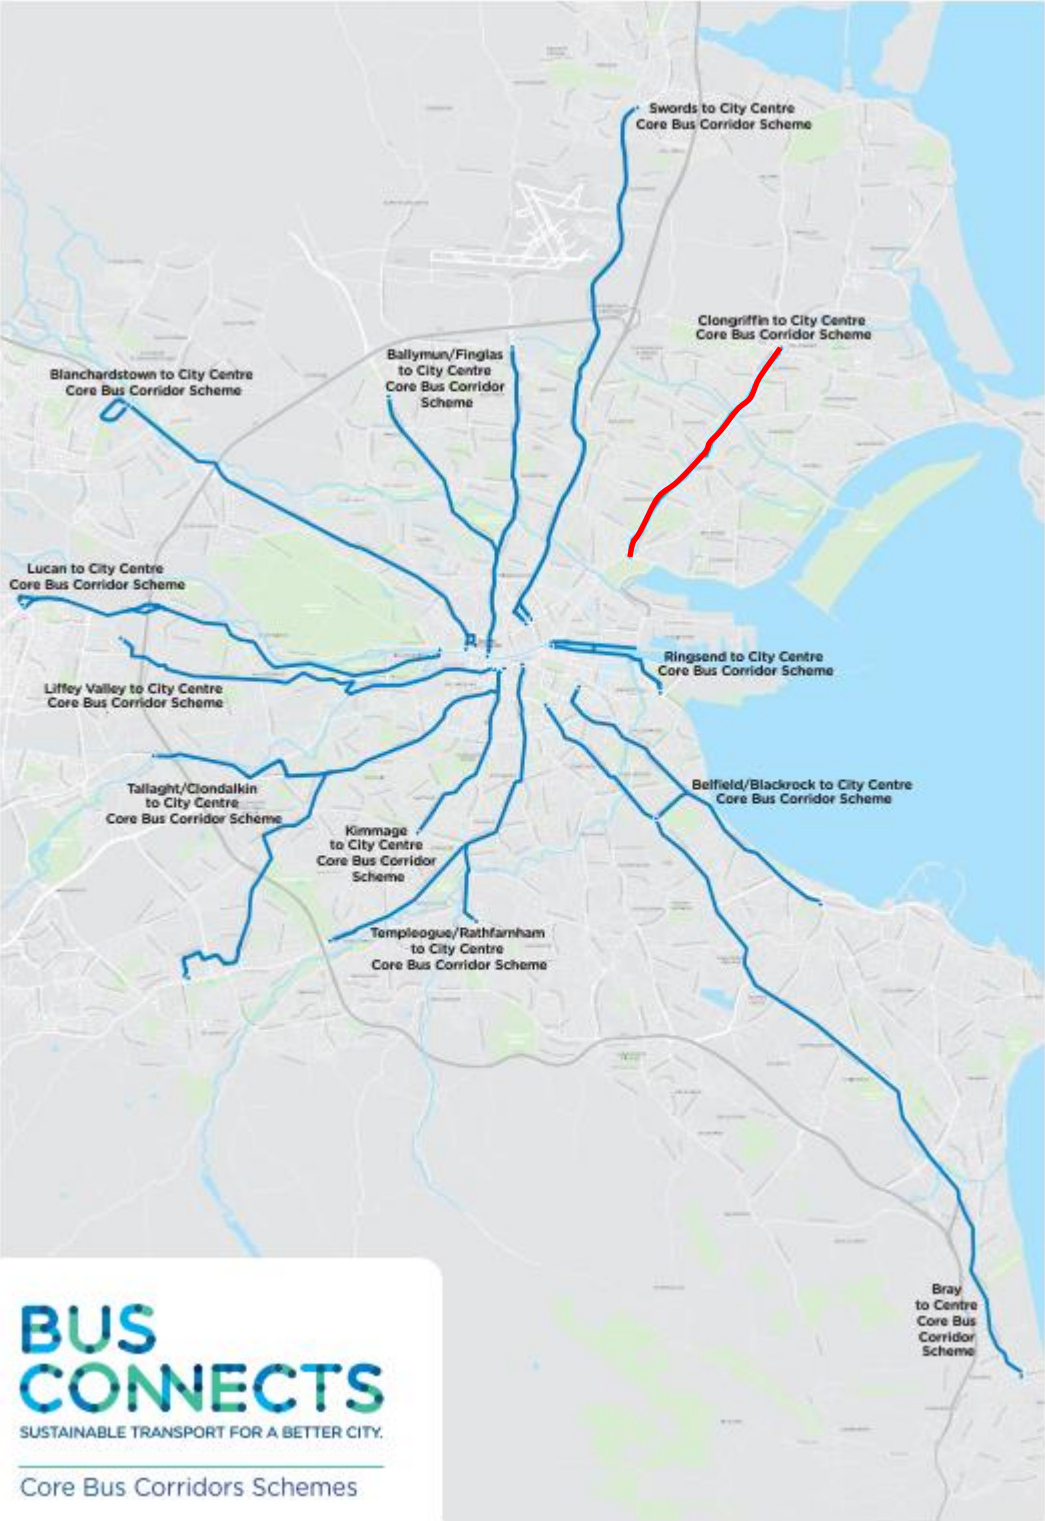 Swords to City Centre
Core Bus Corridor Scheme
Clongriffin to City Centre
Core Bus Corridor Scheme
Ballymun/Finglas
to City Centre
Core Bus Corridor
Scheme
Blanchardstown to City Centre
Core Bus Corridor Scheme
Lucan to City Centre
Core Bus Corridor Scheme
Ringsend to City Centre
Core Bus Corridor Scheme
Liffey Valley to City Centre
Core Bus Corridor Scheme
Belfield/Blackrock to City Centre
Core Bus Corridor Scheme
Tallaght/Clondalkin
to City Centre
Core Bus Corridor Scheme
Kimmage
to City Centre
Core Bus Corridor
Scheme
Templeogue/Rathfarnham
to City Centre
Core Bus Corridor Scheme
Bray
to Centre
Core Bus
Corridor
Scheme
BUS
CONNECTS
SUSTAINABLE TRANSPORT FOR A BETTER CITY.
Core Bus Corridors Schemes